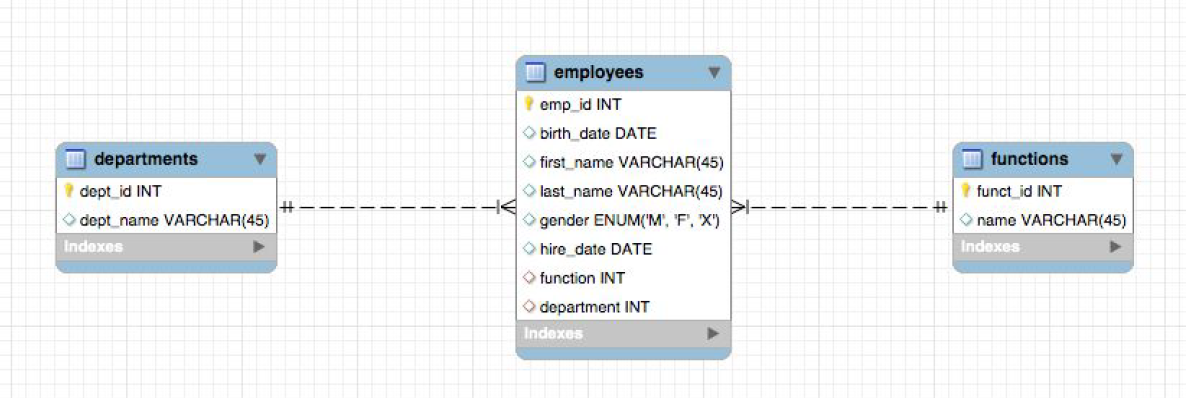 departments
dept_id INT
dept_name VARCHAR(45)
Indexes
employees
emp_id INT
birth_date DATE
first_name VARCHAR(45)
last_name VARCHAR(45)
gender ENUM('M', 'F', 'X')
hire_date DATE
function INT
department INT
Indexes
functions
funct_id INT
name VARCHAR(45)
Indexes